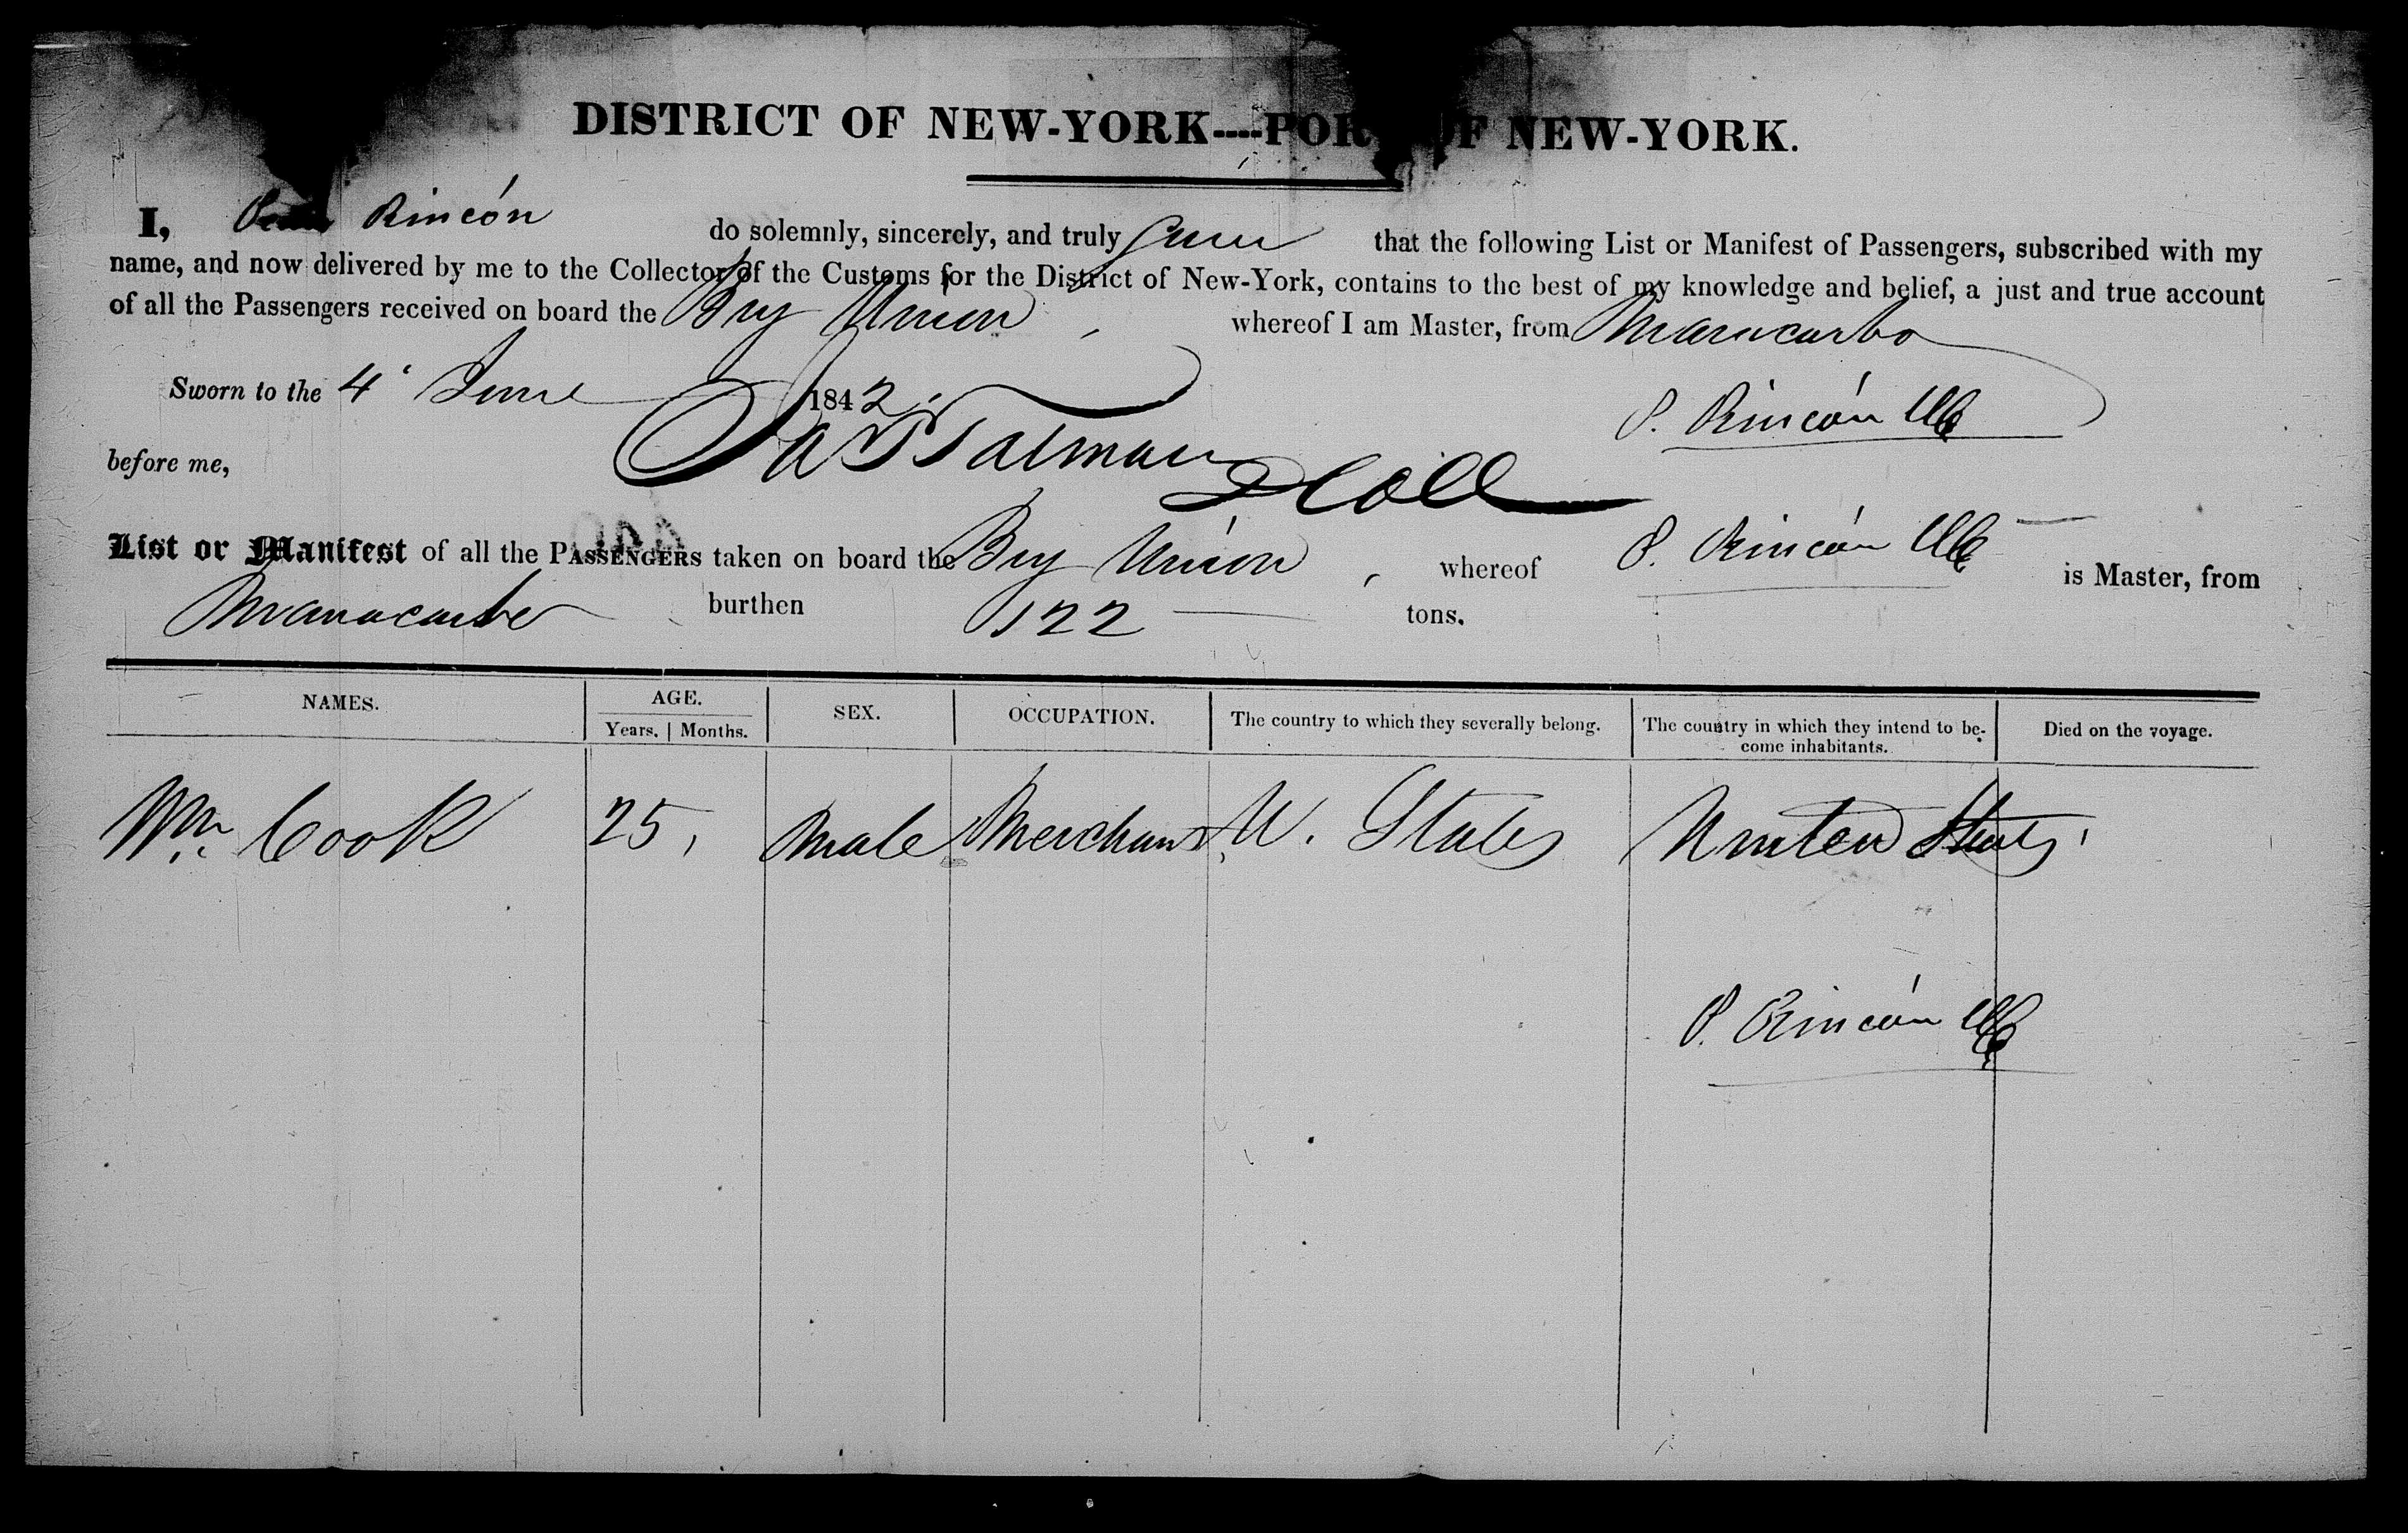 DISTRICT OF NEW-YORK----PORT OF NEW-YORK.
I, Rincón do solemnly, sincerely, and truly swear that the following List or Manifest of Passengers, subscribed with my
name, and now delivered by me to the Collector of the Customs for the District of New-York, contains to the best of my knowledge and belief, a just and true account
of all the Passengers received on board the Brig Union, whereof I am Master, from Maracaibo
Sworn to the 4 June 1842. P. Rincón
before me, Talman D Coll
List or Manifest of all the PASSENGERS taken on board the Brig Union, whereof P. Rincón is Master, from
Maracaibo burthen 122 tons.
NAMES. AGE. SEX. OCCUPATION. The country to which they severally belong. The country in which they intend to be- Died on the voyage.
Years. | Months. come inhabitants.
Wm. Cook 25, Male Merchant U. States United States
P. Rincón